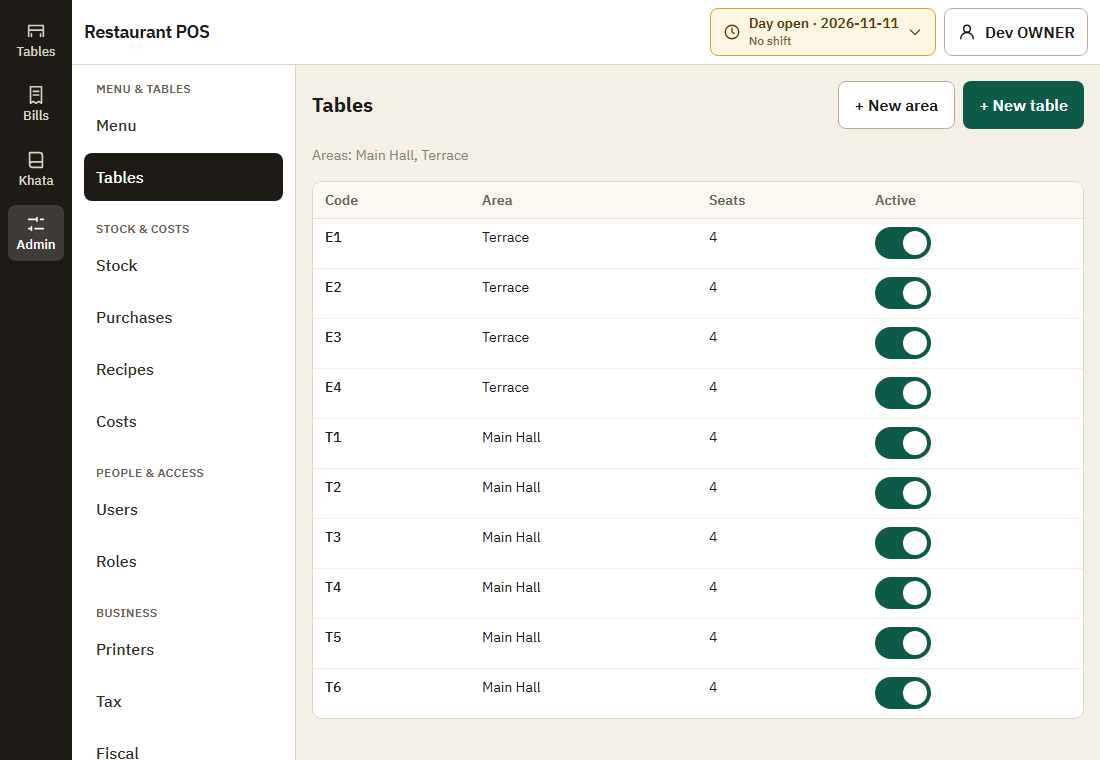 Tables
Bills
Khata
Admin
Restaurant POS
Day open · 2026-11-11
No shift
Dev OWNER
MENU & TABLES
Menu
Tables
STOCK & COSTS
Stock
Purchases
Recipes
Costs
PEOPLE & ACCESS
Users
Roles
BUSINESS
Printers
Tax
Fiscal
Tables
+ New area
+ New table
Areas: Main Hall, Terrace
Code Area Seats Active
E1 Terrace 4
E2 Terrace 4
E3 Terrace 4
E4 Terrace 4
T1 Main Hall 4
T2 Main Hall 4
T3 Main Hall 4
T4 Main Hall 4
T5 Main Hall 4
T6 Main Hall 4